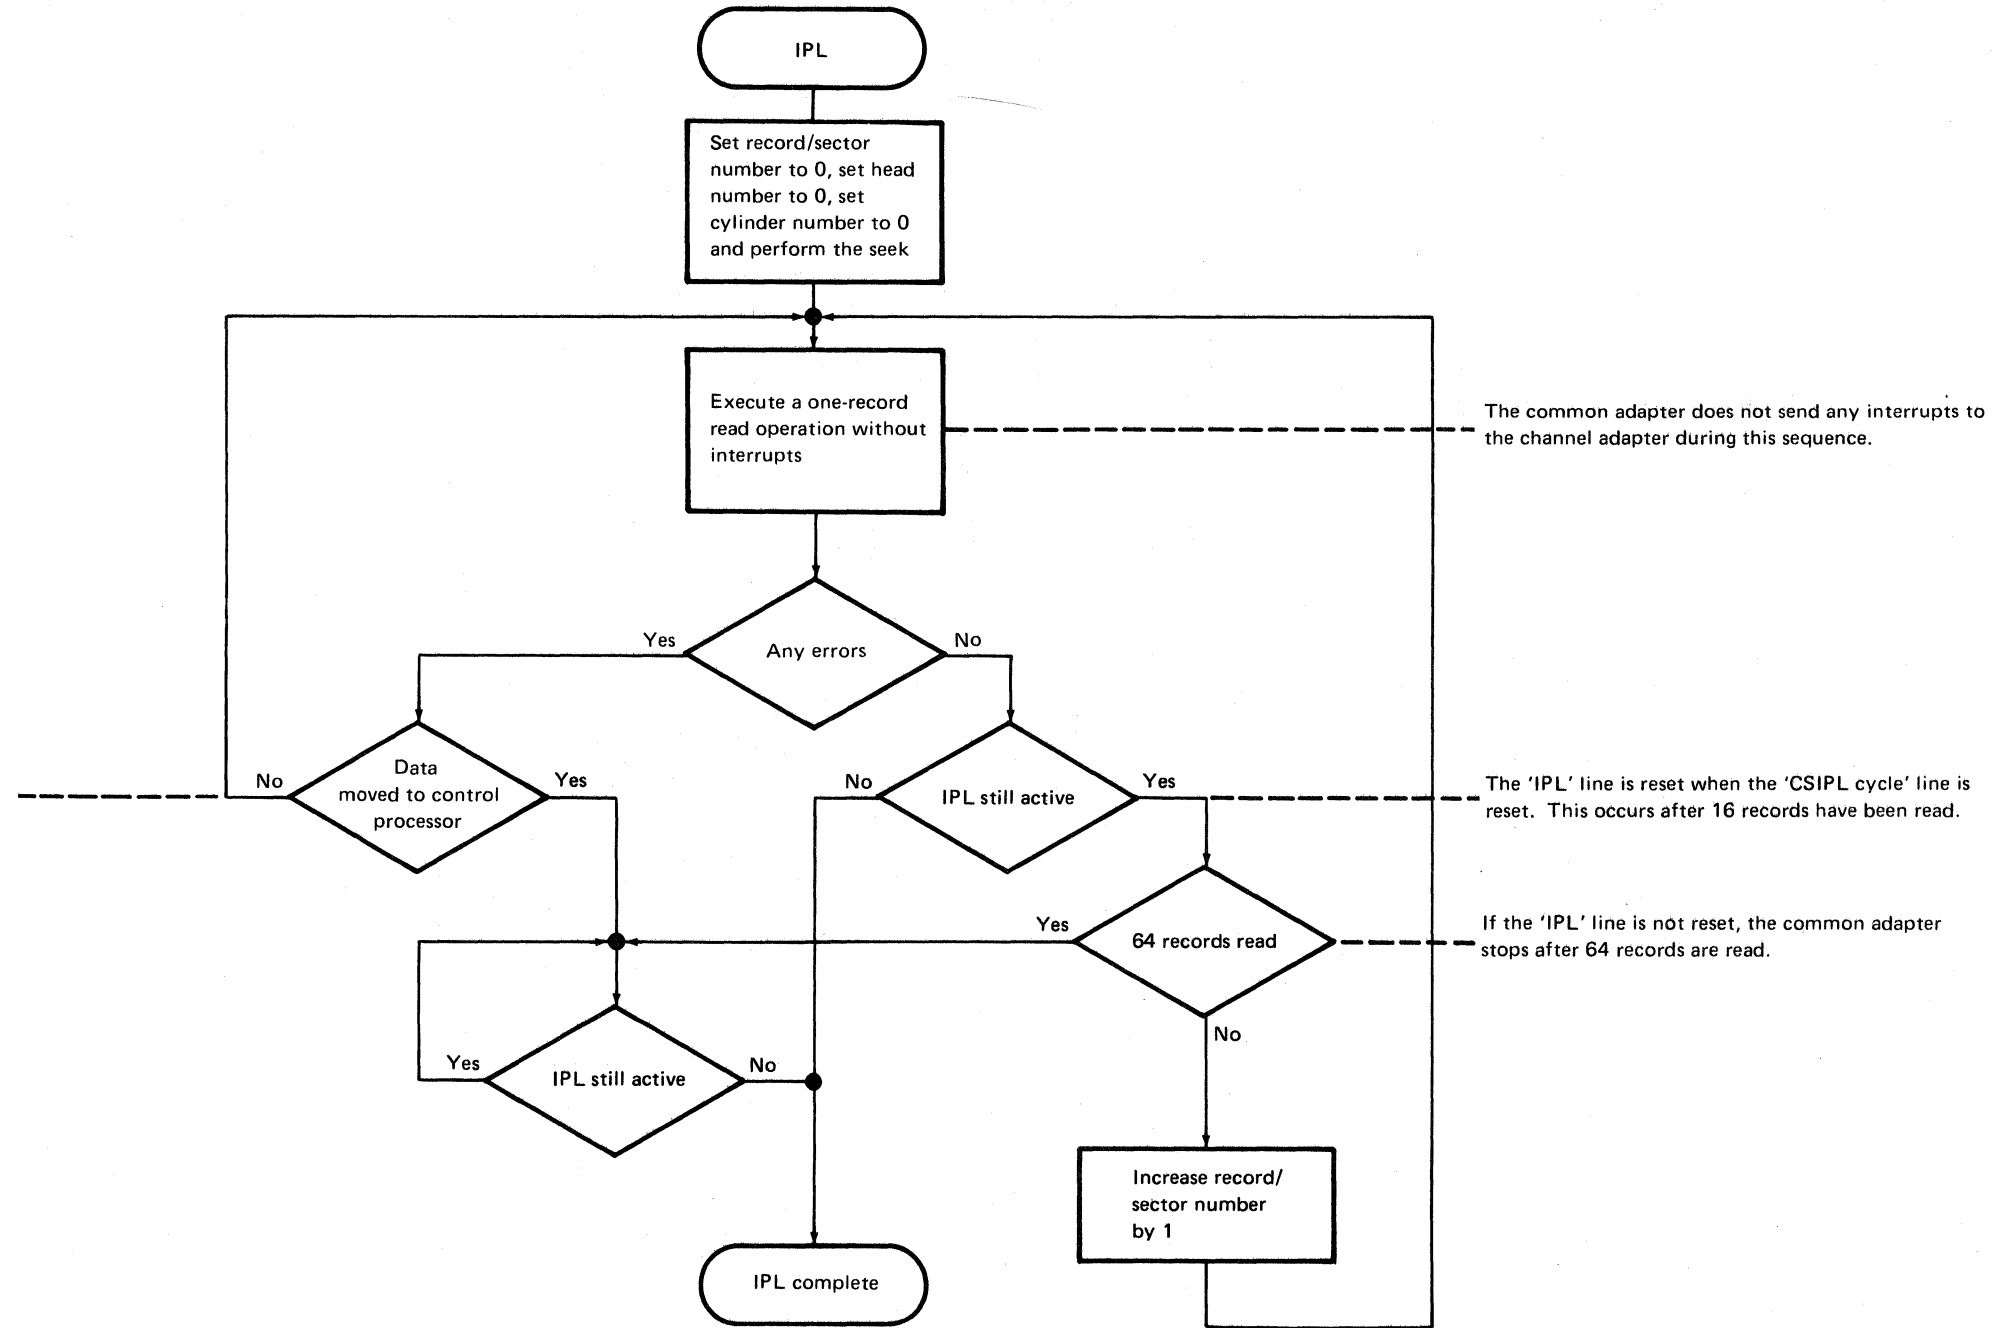 IPL
Set record/sector
number to 0, set head
number to 0, set
cylinder number to 0
and perform the seek
Execute a one-record
read operation without
interrupts
The common adapter does not send any interrupts to
the channel adapter during this sequence.
Yes
Any errors
No
No
Data
moved to control
processor
Yes
No
IPL still active
Yes
The 'IPL' line is reset when the 'CSIPL cycle' line is
reset. This occurs after 16 records have been read.
Yes
64 records read
No
If the 'IPL' line is not reset, the common adapter
stops after 64 records are read.
Yes
IPL still active
No
Increase record/
sector number
by 1
IPL complete